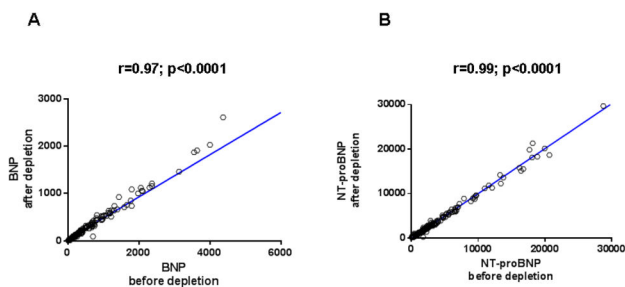 A
r=0.97; p<0.0001
BNP
after depletion
3000
2000
1000
0
0
2000
4000
6000
BNP
before depletion
B
r=0.99; p<0.0001
NT-proBNP
after depletion
30000
20000
10000
0
0
10000
20000
30000
NT-proBNP
before depletion